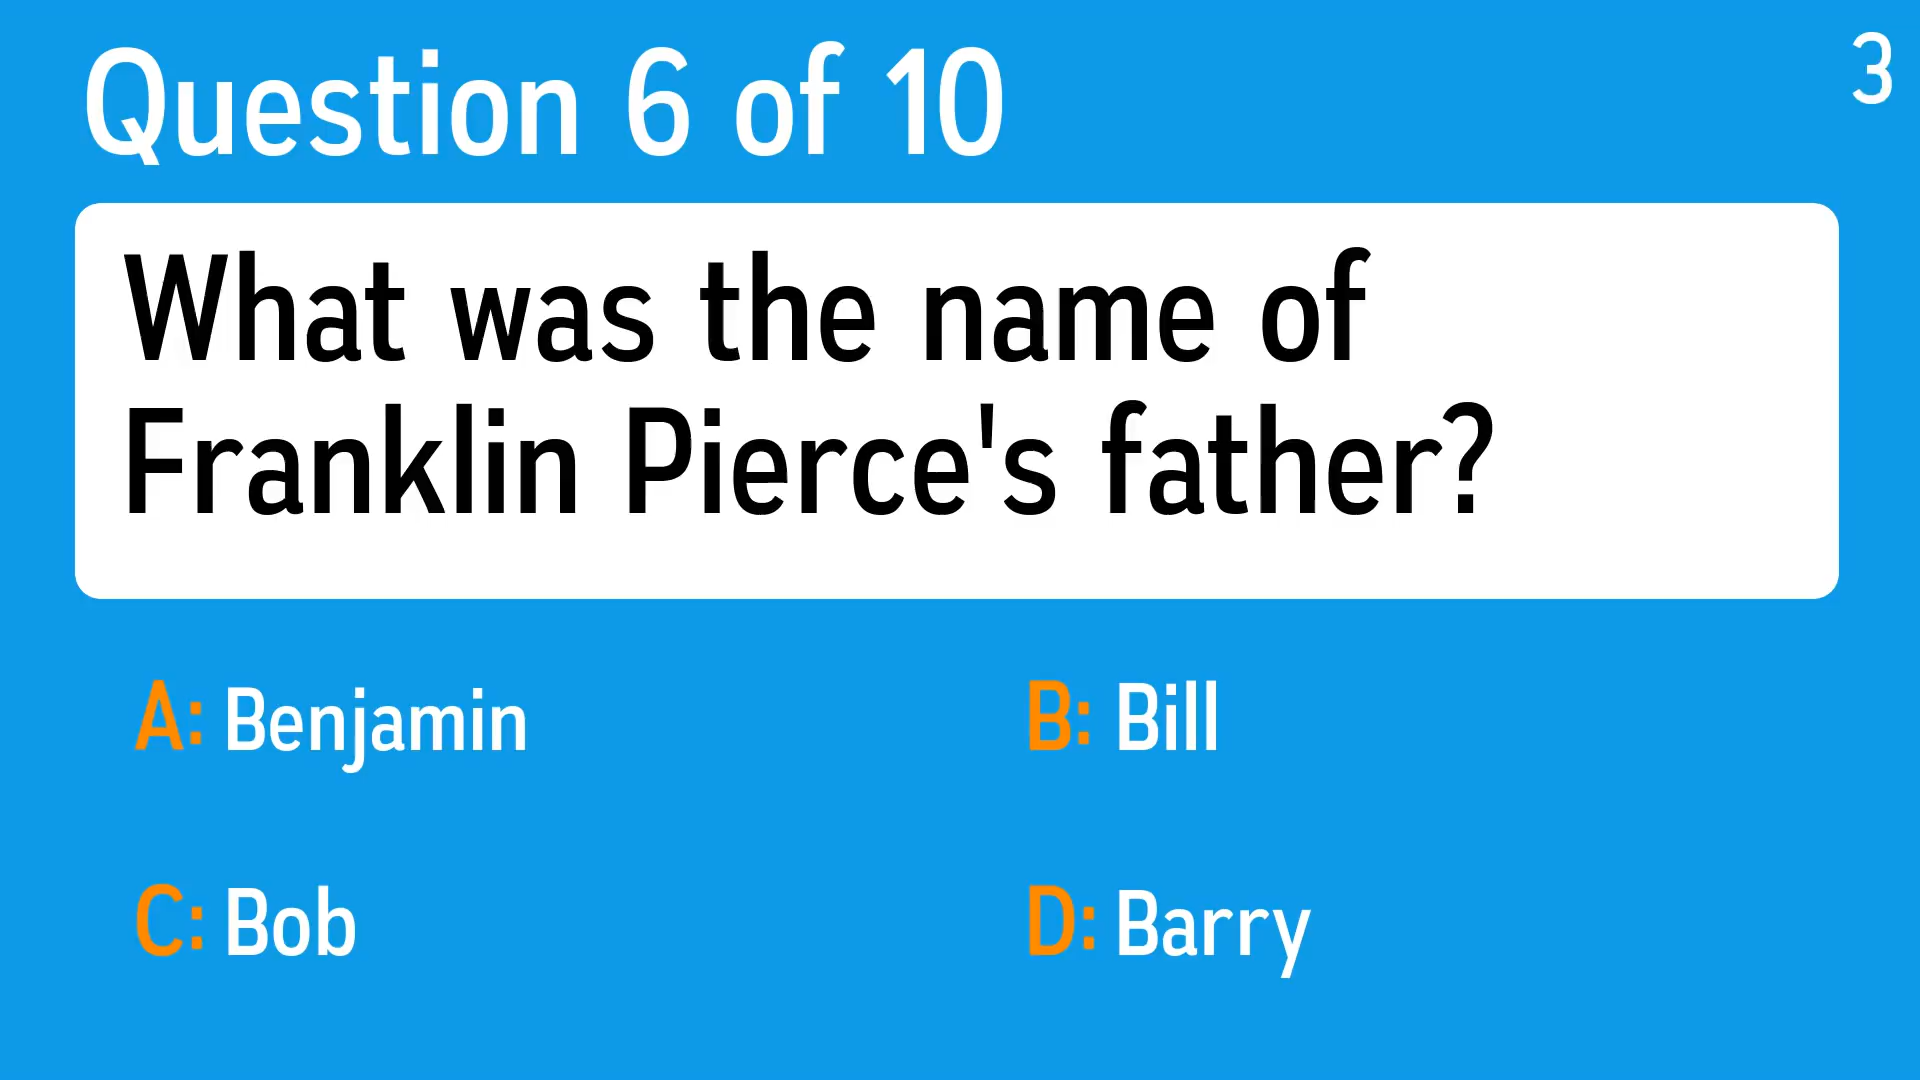 Question 6 of 10
3
What was the name of
Franklin Pierce's father?
A: Benjamin
B: Bill
C: Bob
D: Barry